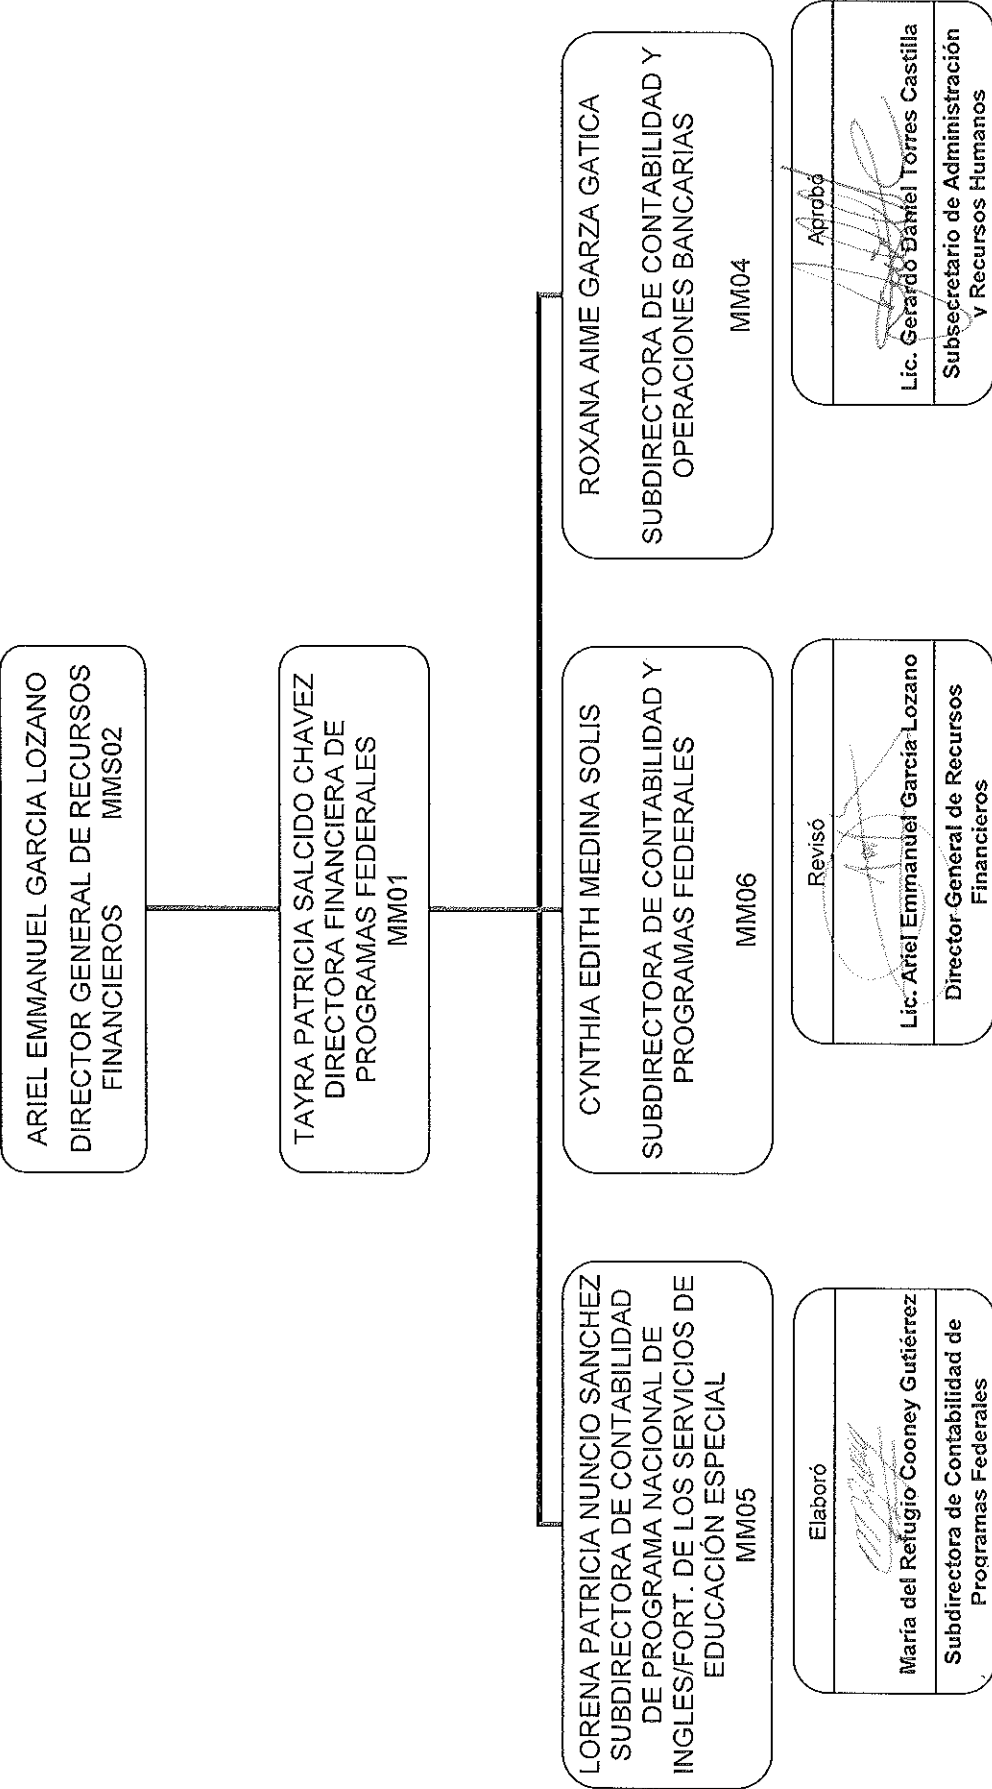 ARIEL EMMANUEL GARCIA LOZANO
DIRECTOR GENERAL DE RECURSOS
FINANCIEROS MMS02
TAYRA PATRICIA SALCIDO CHAVEZ
DIRECTORA FINANCIERA DE
PROGRAMAS FEDERALES
MM01
LORENA PATRICIA NUNCIO SANCHEZ
SUBDIRECTORA DE CONTABILIDAD
DE PROGRAMA NACIONAL DE
INGLES/FORT. DE LOS SERVICIOS DE
EDUCACIÓN ESPECIAL
MM05
CYNTHIA EDITH MEDINA SOLIS
SUBDIRECTORA DE CONTABILIDAD Y
PROGRAMAS FEDERALES
MM06
ROXANA AIME GARZA GATICA
SUBDIRECTORA DE CONTABILIDAD Y
OPERACIONES BANCARIAS
MM04
Elaboró
María del Refugio Cooney Gutiérrez
Subdirectora de Contabilidad de
Programas Federales
Revisó
Lic. Ariel Emmanuel García Lozano
Director General de Recursos
Financieros
Aprobó
Lic. Gerardo Daniel Torres Castilla
Subsecretario de Administración
y Recursos Humanos